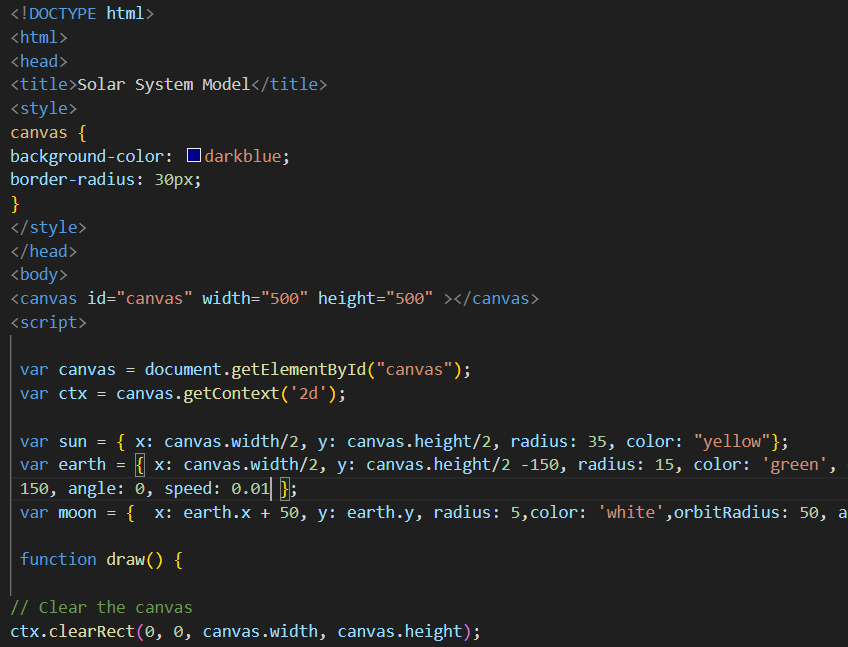 <!DOCTYPE html>
<html>
<head>
<title>Solar System Model</title>
<style>
canvas {
background-color: darkblue;
border-radius: 30px;
}
</style>
</head>
<body>
<canvas id="canvas" width="500" height="500" ></canvas>
<script>
var canvas = document.getElementById("canvas");
var ctx = canvas.getContext('2d');
var sun = { x: canvas.width/2, y: canvas.height/2, radius: 35, color: "yellow"};
var earth = { x: canvas.width/2, y: canvas.height/2 -150, radius: 15, color: 'green',
150, angle: 0, speed: 0.01 };
var moon = {  x: earth.x + 50, y: earth.y, radius: 5,color: 'white',orbitRadius: 50, a
function draw() {
// Clear the canvas
ctx.clearRect(0, 0, canvas.width, canvas.height);